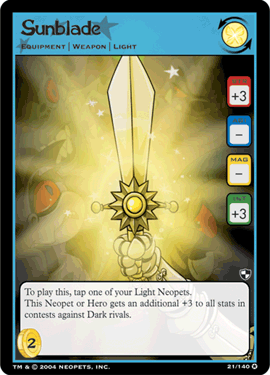 Sunblade
EQUIPMENT | WEAPON | LIGHT
+3
–
MAG
–
INT
+3
To play this, tap one of your Light Neopets.
This Neopet or Hero gets an additional +3 to all stats in
contests against Dark rivals.
2
TM & © 2004 NEOPETS, INC.
21/140